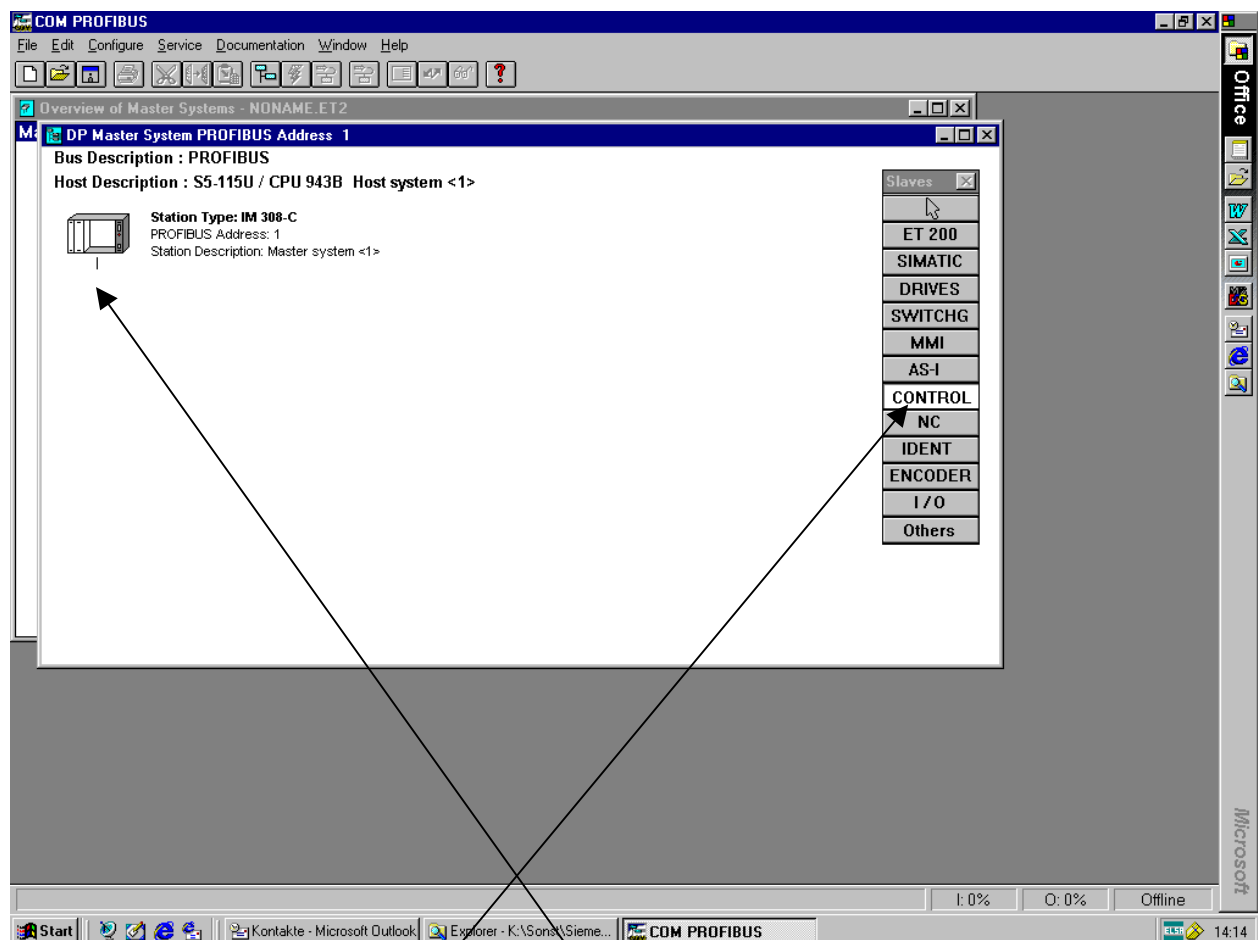 COM PROFIBUS
File Edit Configure Service Documentation Window Help
Overview of Master Systems - NONAME.ET2
DP Master System PROFIBUS Address 1
Bus Description : PROFIBUS
Host Description : S5-115U / CPU 943B Host system <1>
Station Type: IM 308-C
PROFIBUS Address: 1
Station Description: Master system <1>
Slaves
ET 200
SIMATIC
DRIVES
SWITCHG
MMI
AS-I
CONTROL
NC
IDENT
ENCODER
I / O
Others
Office
Microsoft
I: 0% O: 0% Offline
Start Kontakte - Microsoft Outlook Explorer - K:\Sonst\Sieme... COM PROFIBUS 14:14